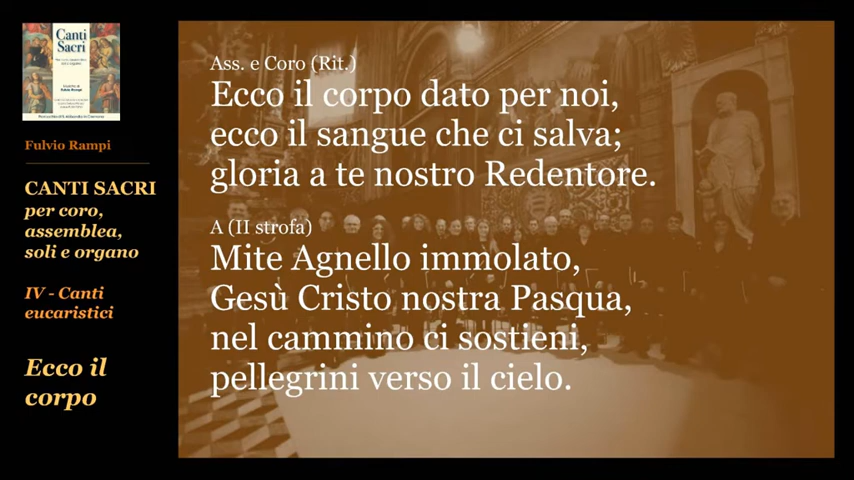 Canti
Sacri
Fulvio Rampi
CANTI SACRI
per coro,
assemblea,
soli e organo
IV - Canti
eucaristici
Ecco il
corpo
Ass. e Coro (Rit.)
Ecco il corpo dato per noi,
ecco il sangue che ci salva;
gloria a te nostro Redentore.
A (II strofa)
Mite Agnello immolato,
Gesù Cristo nostra Pasqua,
nel cammino ci sostieni,
pellegrini verso il cielo.